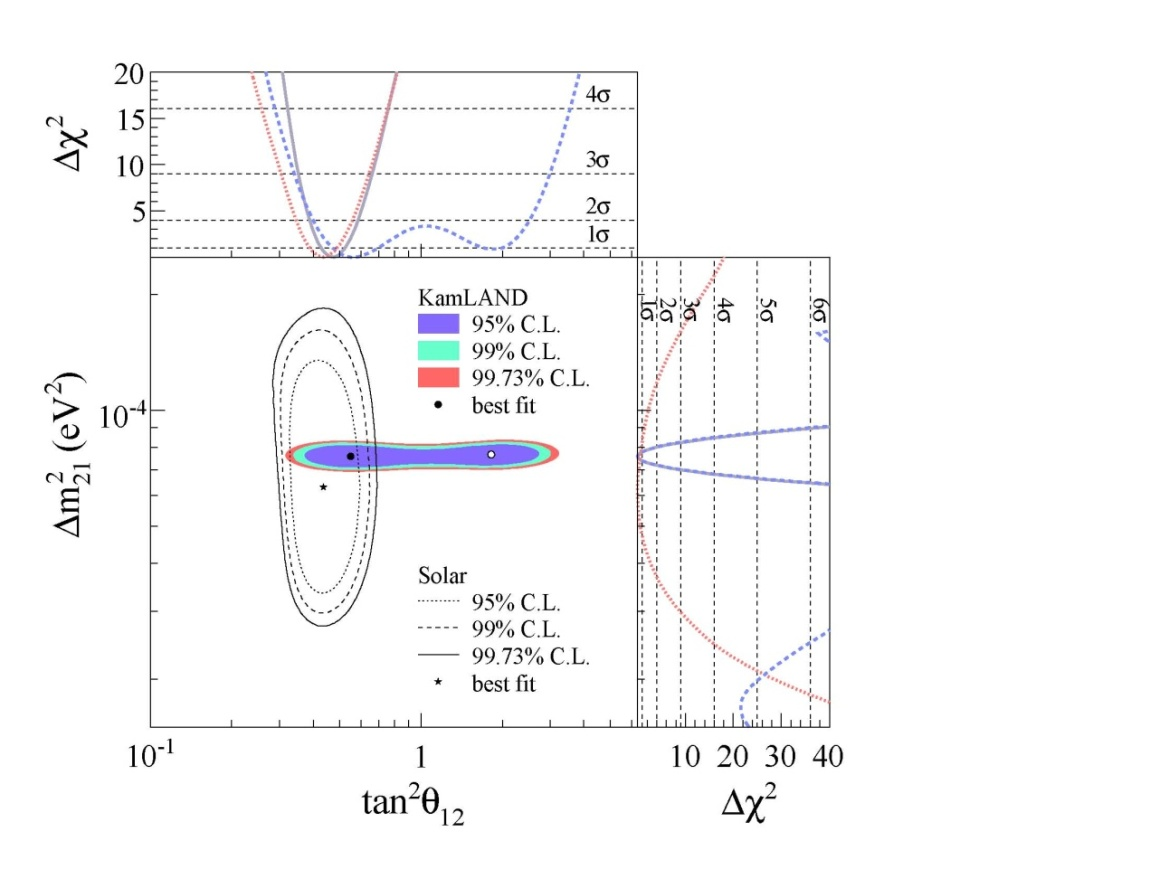 20
15
10
5
Δχ²
4σ
3σ
2σ
1σ
KamLAND
95% C.L.
99% C.L.
99.73% C.L.
best fit
1σ 2σ 3σ 4σ 5σ 6σ
10⁻⁴
Δm²₂₁ (eV²)
Solar
95% C.L.
99% C.L.
99.73% C.L.
best fit
10⁻¹ 1
tan²θ₁₂
10 20 30 40
Δχ²